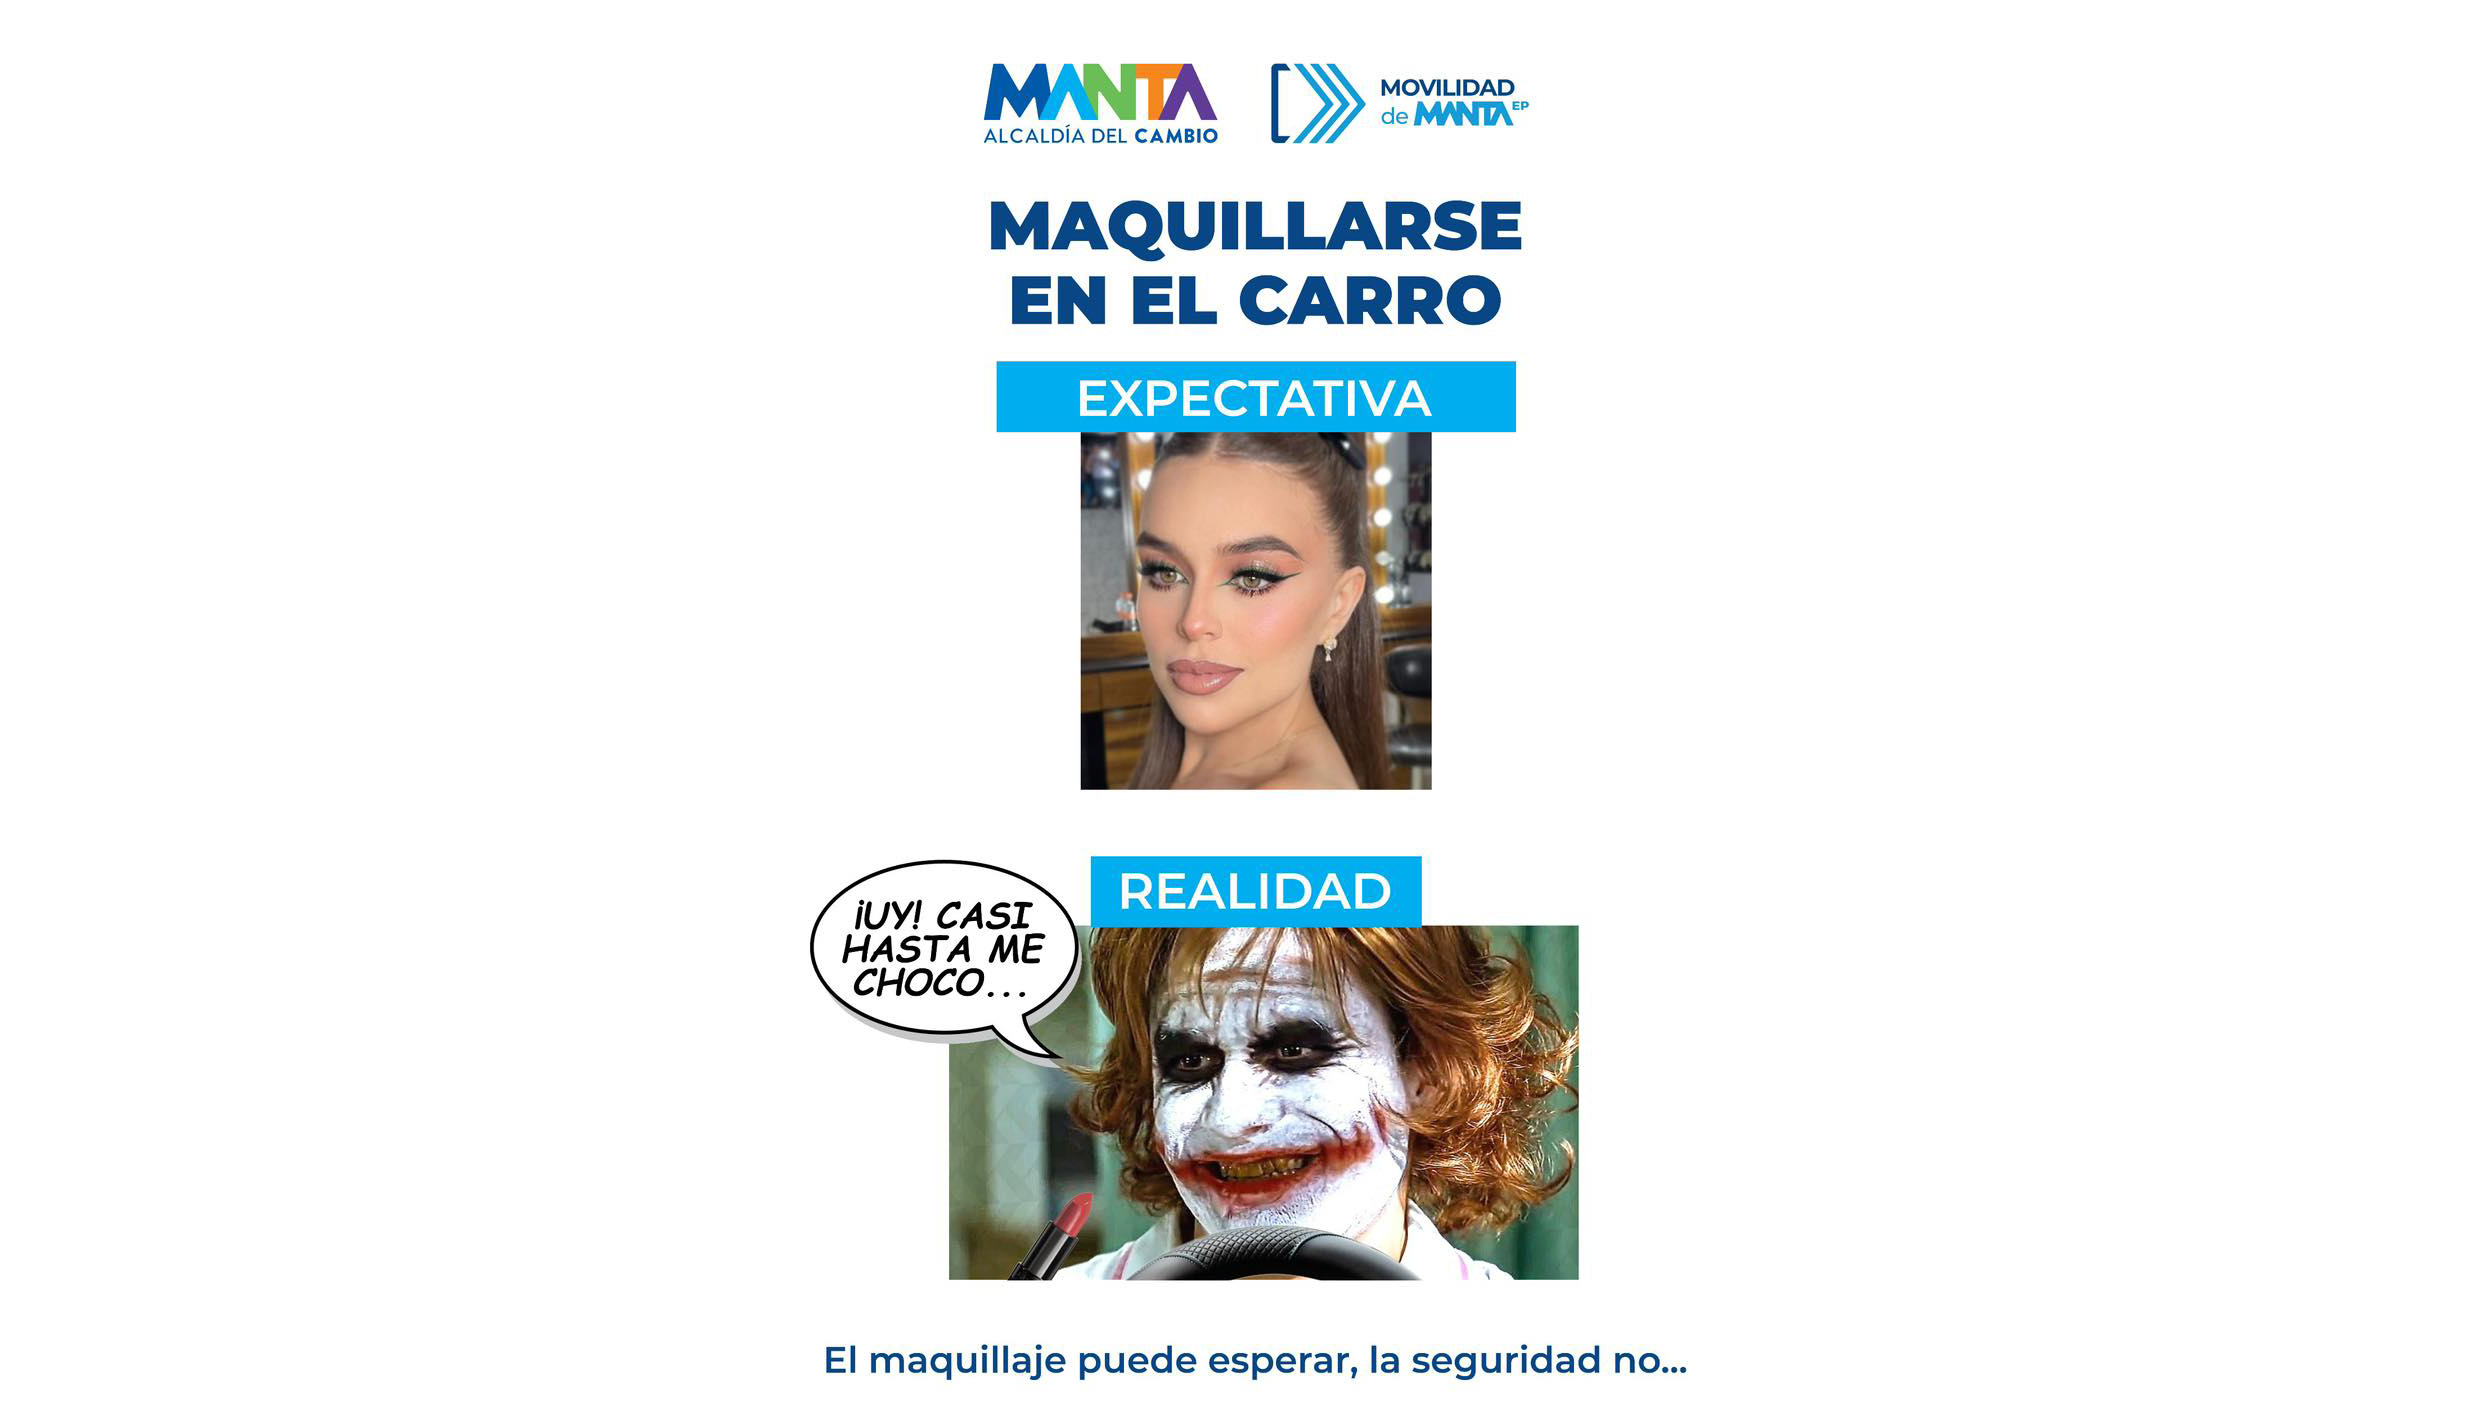 MANTA
ALCALDÍA DEL CAMBIO
MOVILIDAD
de MANTA EP
MAQUILLARSE
EN EL CARRO
EXPECTATIVA
REALIDAD
¡UY! CASI
HASTA ME
CHOCO...
El maquillaje puede esperar, la seguridad no...